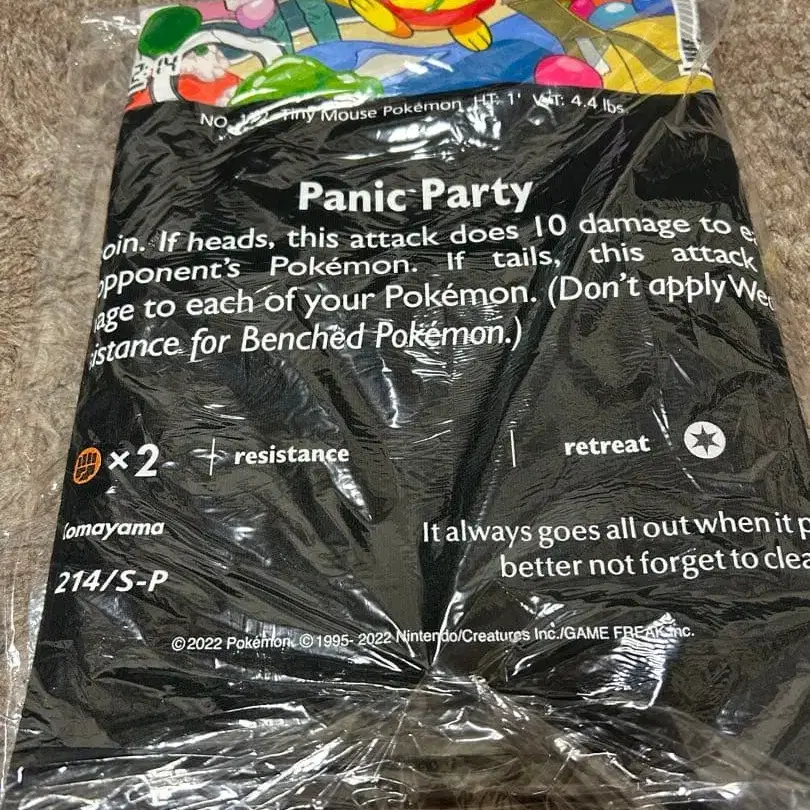 NO. 172 Tiny Mouse Pokémon HT: 1' WT: 4.4 lbs.
Panic Party
oin. If heads, this attack does 10 damage to e
opponent's Pokémon. If tails, this attack
age to each of your Pokémon. (Don't apply We
istance for Benched Pokémon.)
×2 resistance retreat
omayama
It always goes all out when it p
214/S-P
better not forget to clea
©2022 Pokémon. ©1995-2022 Nintendo/Creatures Inc./GAME FREAK inc.